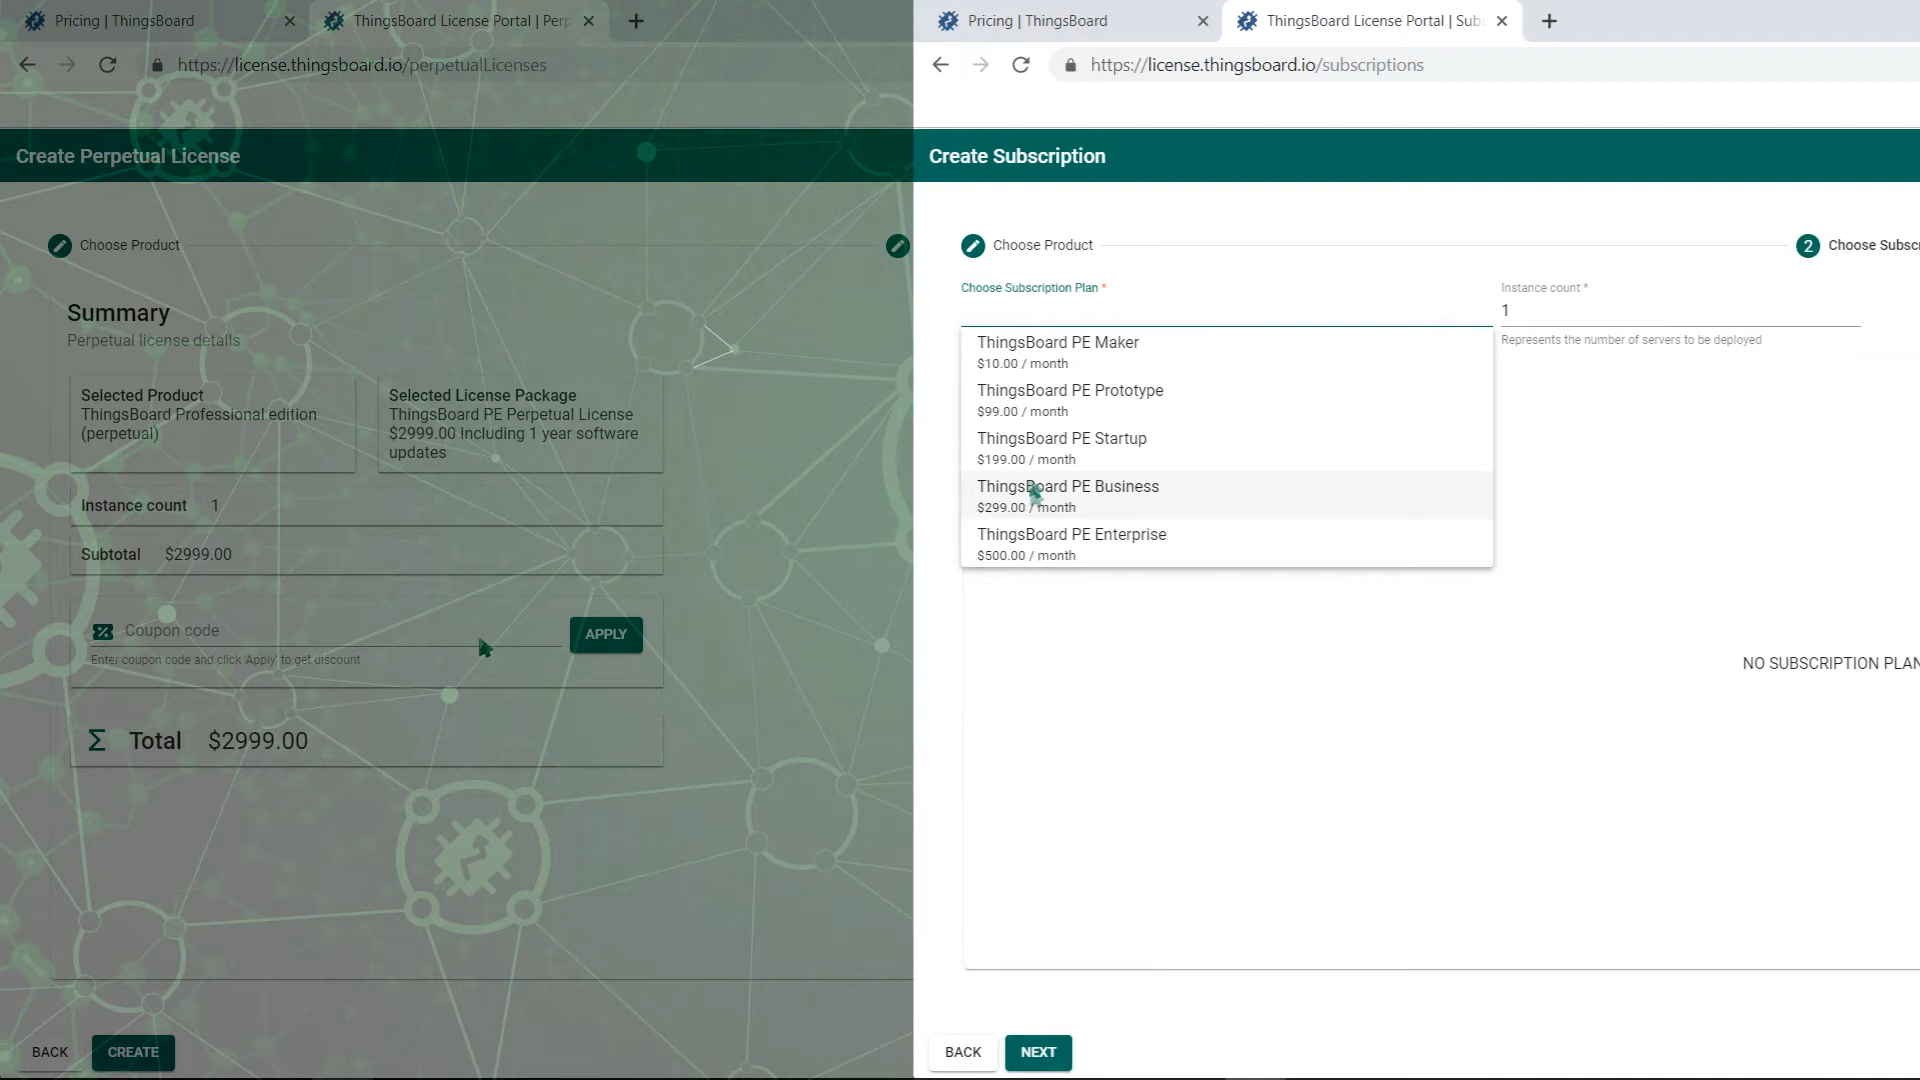 Pricing | ThingsBoard
ThingsBoard License Portal | Perp
https://license.thingsboard.io/perpetualLicenses
Create Perpetual License
Choose Product
Summary
Perpetual license details
Selected Product
ThingsBoard Professional edition
(perpetual)
Selected License Package
ThingsBoard PE Perpetual License
$2999.00 Including 1 year software
updates
Instance count 1
Subtotal $2999.00
Coupon code
APPLY
Enter coupon code and click 'Apply' to get discount
Σ Total $2999.00
BACK
CREATE
Pricing | ThingsBoard
ThingsBoard License Portal | Sub
https://license.thingsboard.io/subscriptions
Create Subscription
Choose Product
2 Choose Subscr
Choose Subscription Plan *
Instance count *
1
Represents the number of servers to be deployed
ThingsBoard PE Maker
$10.00 / month
ThingsBoard PE Prototype
$99.00 / month
ThingsBoard PE Startup
$199.00 / month
ThingsBoard PE Business
$299.00 / month
ThingsBoard PE Enterprise
$500.00 / month
NO SUBSCRIPTION PLAN
BACK
NEXT